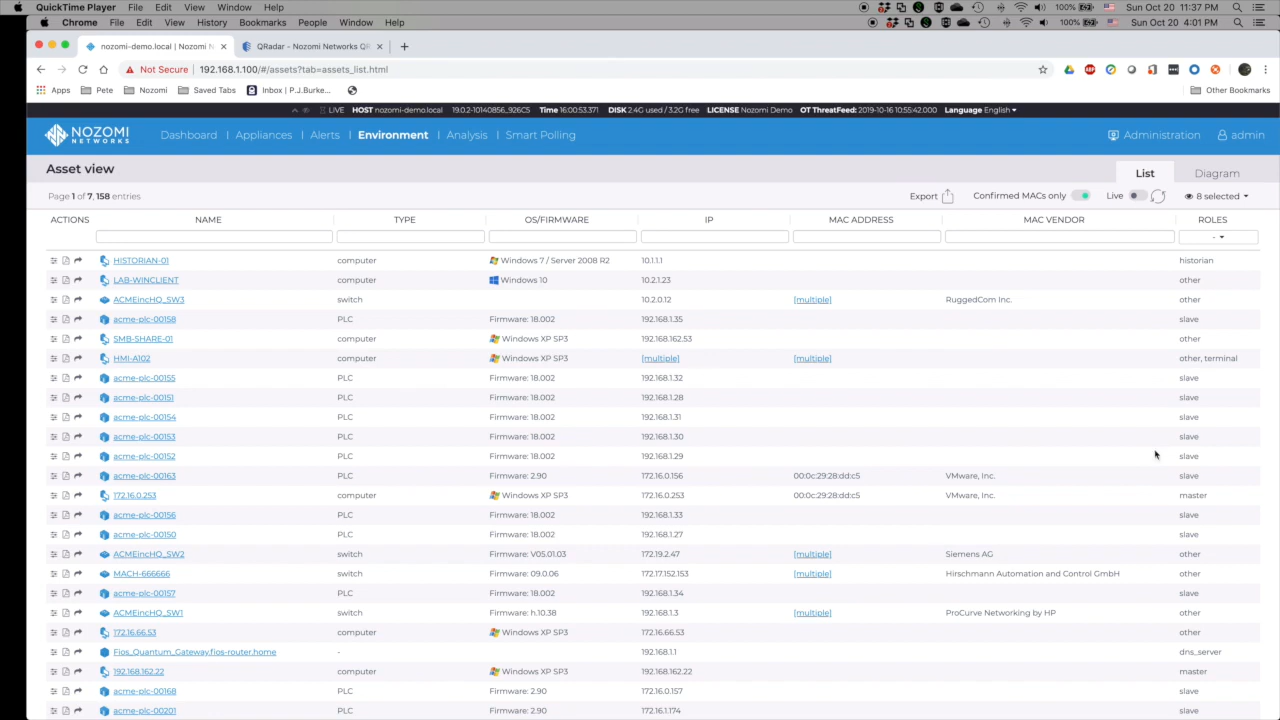 QuickTime Player File Edit View Window Help 100% Sun Oct 20 11:37 PM
Chrome File Edit View History Bookmarks People Window Help 100% Sun Oct 20 4:01 PM
nozomi-demo.local | Nozomi N × QRadar - Nozomi Networks QR × +
Not Secure 192.168.1.100/#/assets?tab=assets_list.html
Apps Pete Nozomi Saved Tabs Inbox | P.J.Burke... Other Bookmarks
LIVE HOST nozomi-demo.local 19.0.2-10140856_926C5 Time 16:00:53.371 DISK 2.4G used / 3.2G free LICENSE Nozomi Demo OT ThreatFeed: 2019-10-16 10:55:42.000 Language English
NOZOMI NETWORKS Dashboard | Appliances | Alerts | Environment | Analysis | Smart Polling Administration admin
Asset view List Diagram
Page 1 of 7, 158 entries Export Confirmed MACs only Live 8 selected
ACTIONS NAME TYPE OS/FIRMWARE IP MAC ADDRESS MAC VENDOR ROLES
-
HISTORIAN-01 computer Windows 7 / Server 2008 R2 10.1.1.1 historian
LAB-WINCLIENT computer Windows 10 10.2.1.23 other
ACMEincHQ_SW3 switch 10.2.0.12 [multiple] RuggedCom Inc. other
acme-plc-00158 PLC Firmware: 18.002 192.168.1.35 slave
SMB-SHARE-01 computer Windows XP SP3 192.168.162.53 other
HMI-A102 computer Windows XP SP3 [multiple] [multiple] other, terminal
acme-plc-00155 PLC Firmware: 18.002 192.168.1.32 slave
acme-plc-00151 PLC Firmware: 18.002 192.168.1.28 slave
acme-plc-00154 PLC Firmware: 18.002 192.168.1.31 slave
acme-plc-00153 PLC Firmware: 18.002 192.168.1.30 slave
acme-plc-00152 PLC Firmware: 18.002 192.168.1.29 slave
acme-plc-00163 PLC Firmware: 2.90 172.16.0.156 00:0c:29:28:dd:c5 VMware, Inc. slave
172.16.0.253 computer Windows XP SP3 172.16.0.253 00:0c:29:28:dd:c5 VMware, Inc. master
acme-plc-00156 PLC Firmware: 18.002 192.168.1.33 slave
acme-plc-00150 PLC Firmware: 18.002 192.168.1.27 slave
ACMEincHQ_SW2 switch Firmware: V05.01.03 172.19.2.47 [multiple] Siemens AG other
MACH-666666 switch Firmware: 09.0.06 172.17.152.153 [multiple] Hirschmann Automation and Control GmbH other
acme-plc-00157 PLC Firmware: 18.002 192.168.1.34 slave
ACMEincHQ_SW1 switch Firmware: h.10.38 192.168.1.3 [multiple] ProCurve Networking by HP other
172.16.66.53 computer Windows XP SP3 172.16.66.53 other
Fios_Quantum_Gateway.fios-router.home - 192.168.1.1 dns_server
192.168.162.22 computer Windows XP SP3 192.168.162.22 master
acme-plc-00168 PLC Firmware: 2.90 172.16.0.157 slave
acme-plc-00201 PLC Firmware: 2.90 172.16.1.174 slave